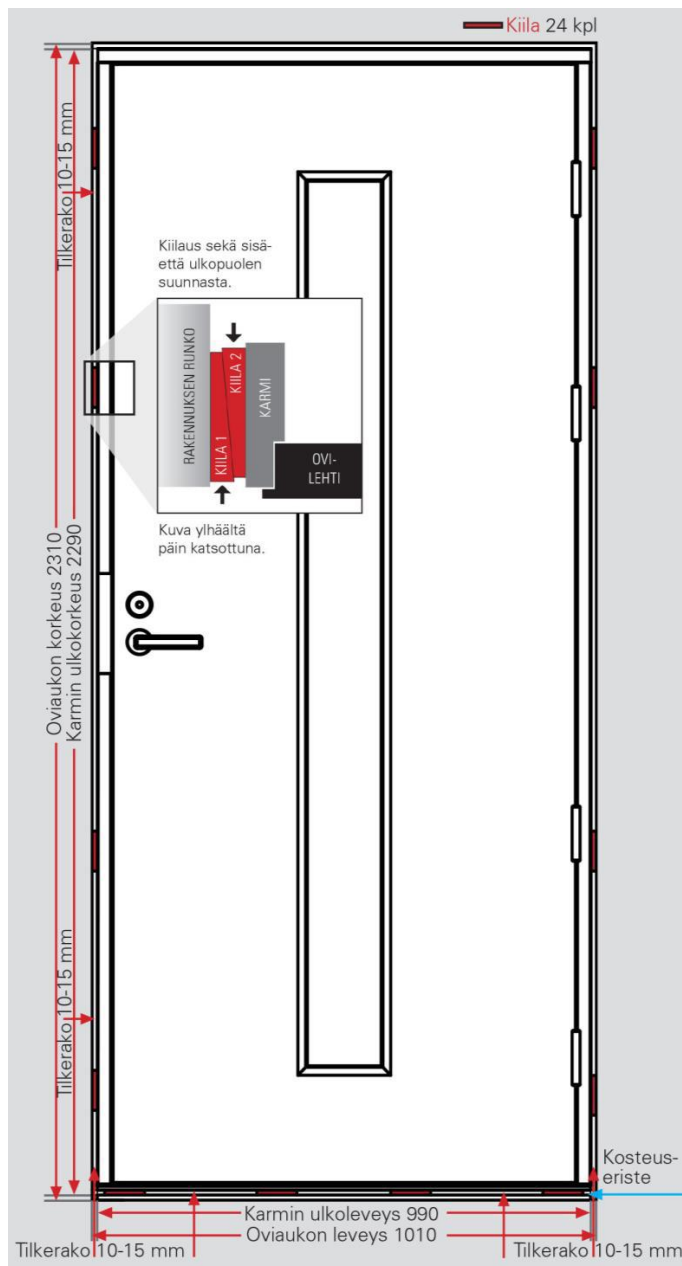 Kiila 24 kpl
Oviaukon korkeus 2310
Karmin ulkokorkeus 2290
Tilkerako 10-15 mm
Kiilaus sekä sisä-
että ulkopuolen
suunnasta.
RAKENNUKSEN RUNKO
KIILA 1
KIILA 2
KARMI
OVI-
LEHTI
Kuva ylhäältä
päin katsottuna.
Tilkerako 10-15 mm
Kosteus-
eriste
Karmin ulkoleveys 990
Oviaukon leveys 1010
Tilkerako 10-15 mm
Tilkerako 10-15 mm